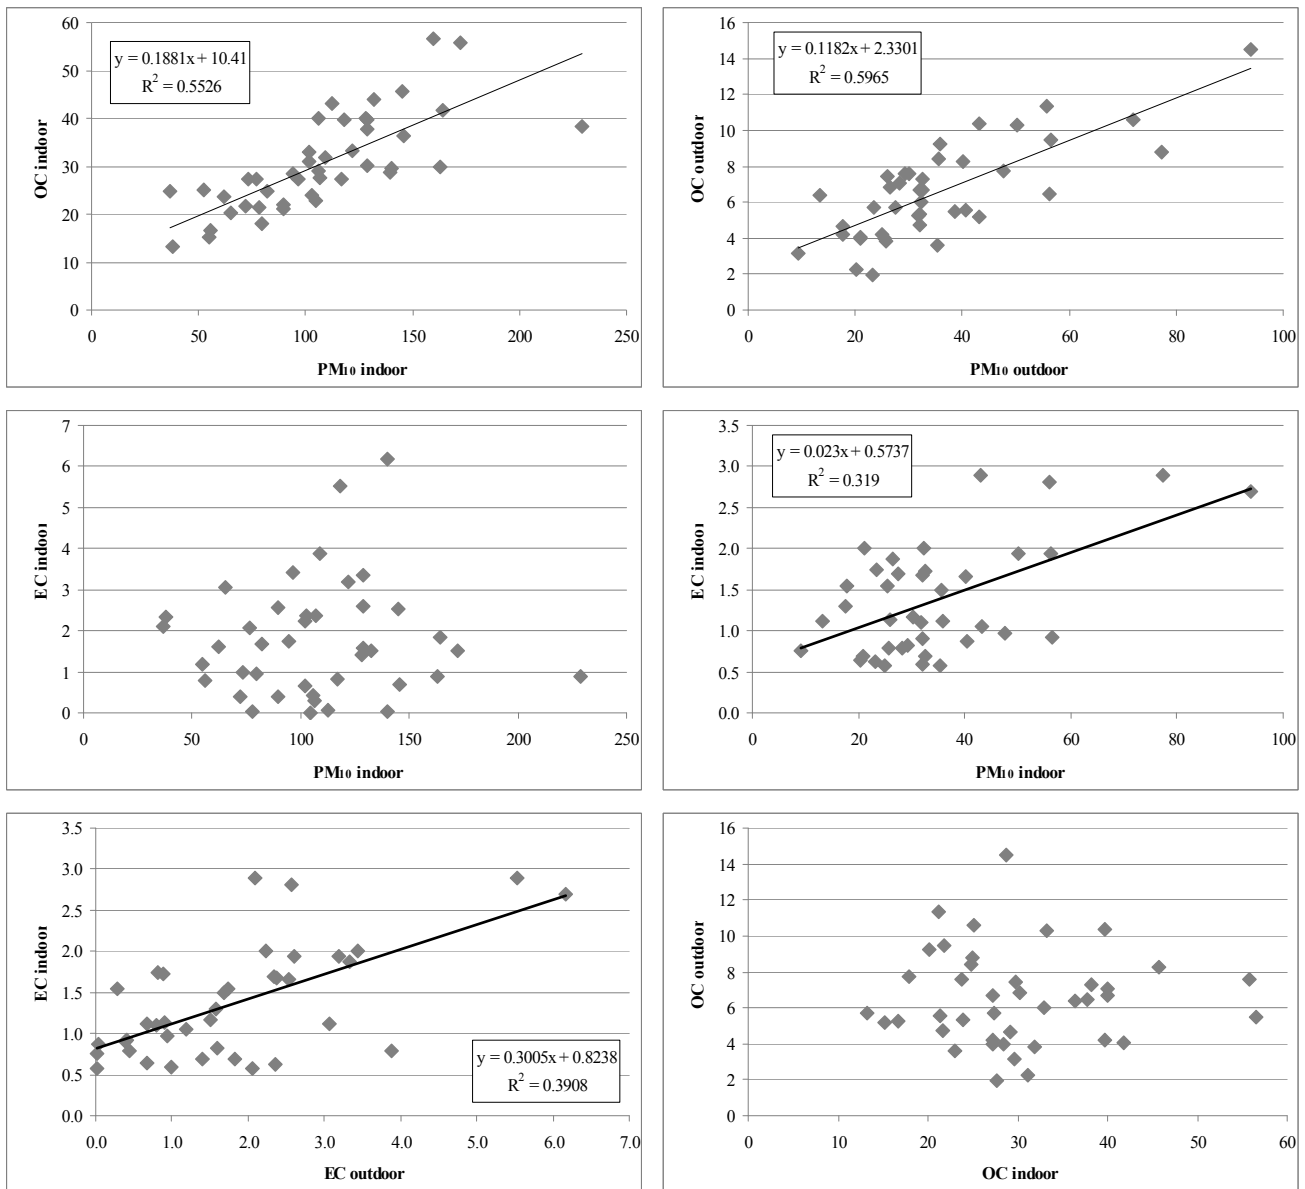 60
50
40
30
20
10
0
OC indoor
y = 0.1881x + 10.41
R² = 0.5526
0 50 100 150 200 250
PM₁₀ indoor
16
14
12
10
8
6
4
2
0
OC outdoor
y = 0.1182x + 2.3301
R² = 0.5965
0 20 40 60 80 100
PM₁₀ outdoor
7
6
5
4
3
2
1
0
EC indoor
0 50 100 150 200 250
PM₁₀ indoor
3.5
3.0
2.5
2.0
1.5
1.0
0.5
0.0
EC indoor
y = 0.023x + 0.5737
R² = 0.319
0 20 40 60 80 100
PM₁₀ indoor
3.5
3.0
2.5
2.0
1.5
1.0
0.5
0.0
EC indoor
y = 0.3005x + 0.8238
R² = 0.3908
0.0 1.0 2.0 3.0 4.0 5.0 6.0 7.0
EC outdoor
16
14
12
10
8
6
4
2
0
OC outdoor
0 10 20 30 40 50 60
OC indoor